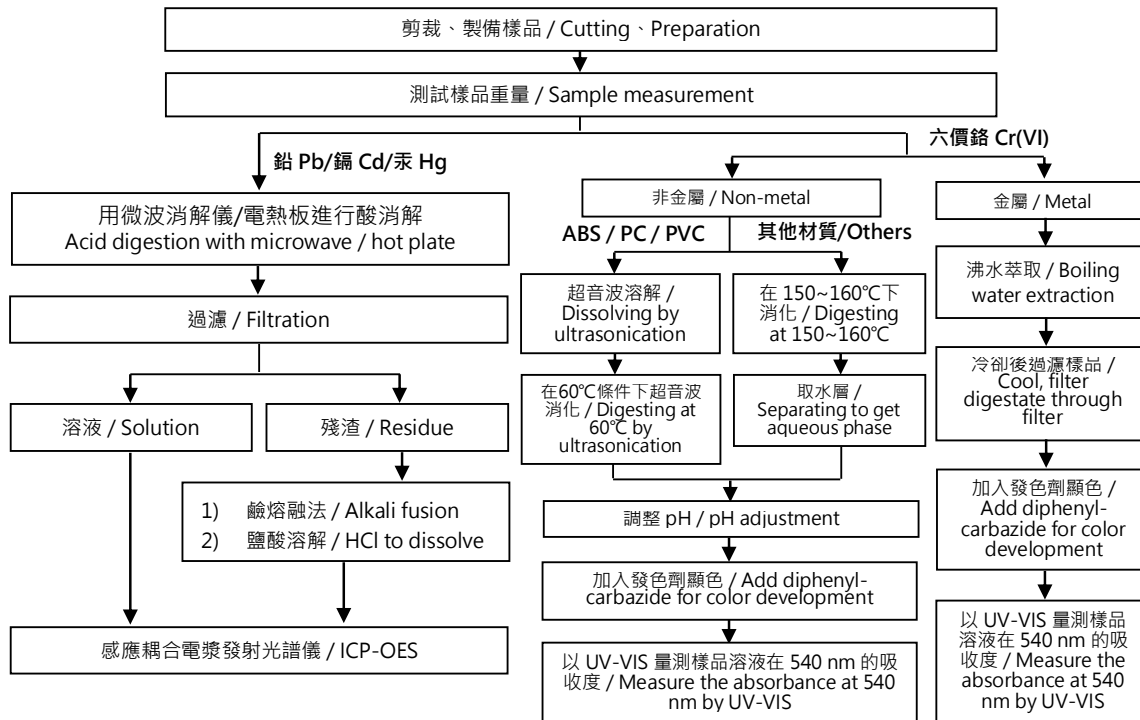 剪裁、製備樣品 / Cutting、Preparation
測試樣品重量 / Sample measurement
鉛 Pb/鎘 Cd/汞 Hg
六價鉻 Cr(VI)
用微波消解儀/電熱板進行酸消解
Acid digestion with microwave / hot plate
過濾 / Filtration
溶液 / Solution
殘渣 / Residue
1) 鹼熔融法 / Alkali fusion
2) 鹽酸溶解 / HCl to dissolve
感應耦合電漿發射光譜儀 / ICP-OES
非金屬 / Non-metal
ABS / PC / PVC
其他材質/Others
超音波溶解 /
Dissolving by
ultrasonication
在60℃條件下超音波
消化 / Digesting at
60℃ by
ultrasonication
在 150~160℃下
消化 / Digesting
at 150~160℃
取水層 /
Separating to get
aqueous phase
調整 pH / pH adjustment
加入發色劑顯色 / Add diphenyl-
carbazide for color development
以 UV-VIS 量測樣品溶液在 540 nm 的吸
收度 / Measure the absorbance at 540
nm by UV-VIS
金屬 / Metal
沸水萃取 / Boiling
water extraction
冷卻後過濾樣品 /
Cool, filter
digestate through
filter
加入發色劑顯色 /
Add diphenyl-
carbazide for color
development
以 UV-VIS 量測樣品
溶液在 540 nm 的吸
收度 / Measure the
absorbance at 540
nm by UV-VIS